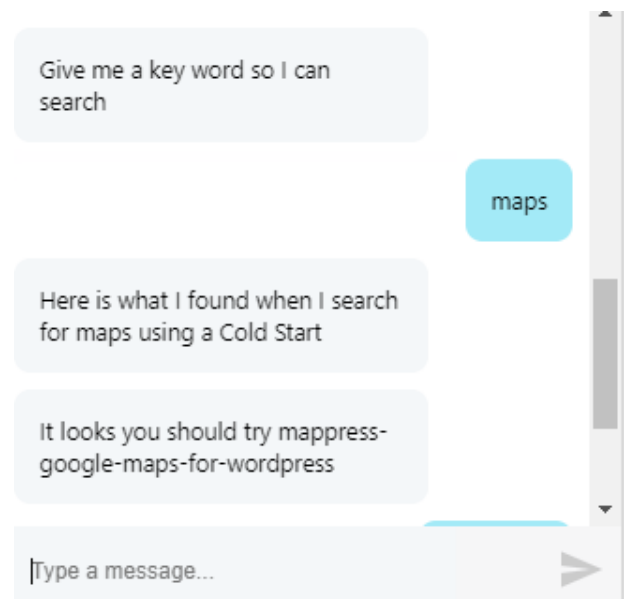 Give me a key word so I can
search
maps
Here is what I found when I search
for maps using a Cold Start
It looks you should try mappress-
google-maps-for-wordpress
Type a message...